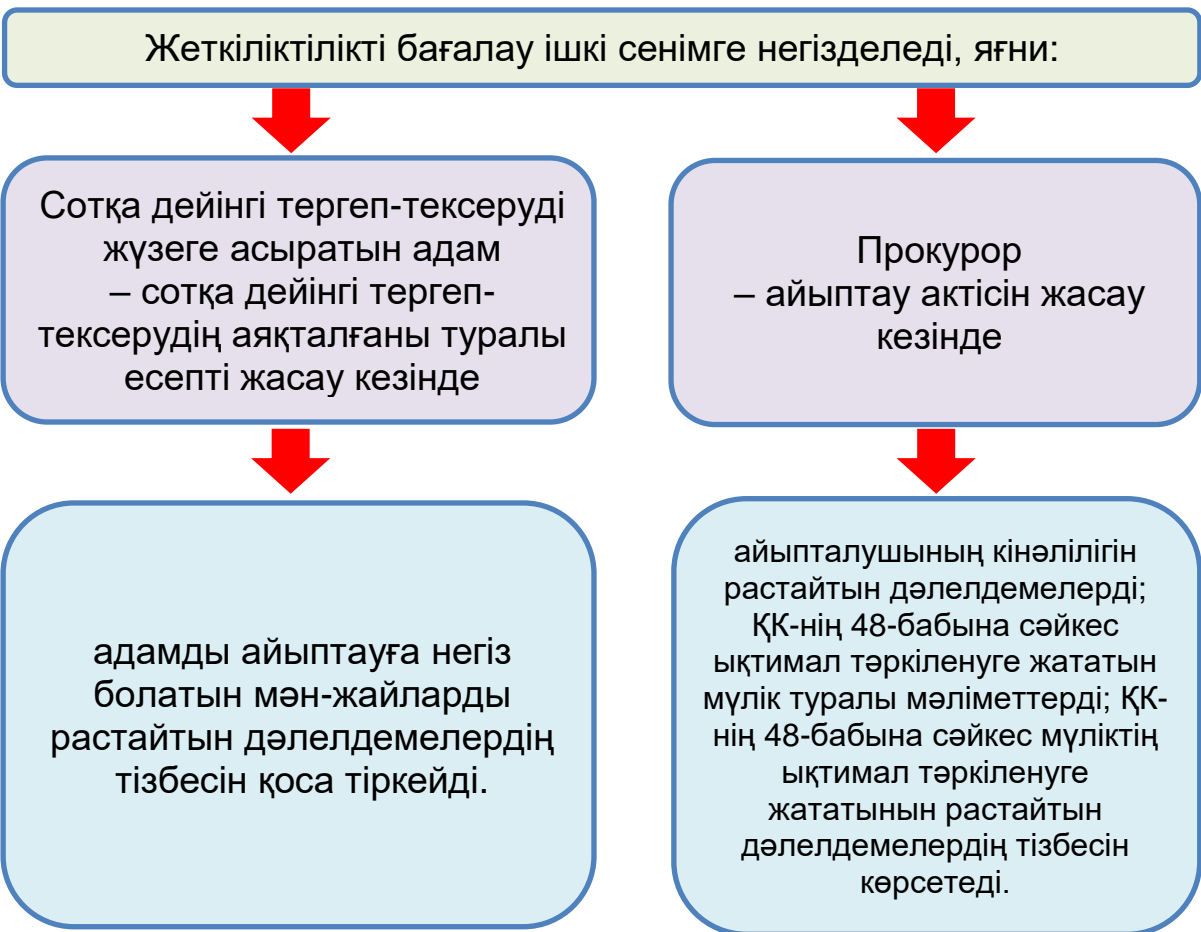 Жеткіліктілікті бағалау ішкі сенімге негізделеді, яғни:
Сотқа дейінгі тергеп-тексеруді
жүзеге асыратын адам
– сотқа дейінгі тергеп-
тексерудің аяқталғаны туралы
есепті жасау кезінде
Прокурор
– айыптау актісін жасау
кезінде
адамды айыптауға негіз
болатын мән-жайларды
растайтын дәлелдемелердің
тізбесін қоса тіркейді.
айыпталушының кінәлілігін
растайтын дәлелдемелерді;
ҚК-нің 48-бабына сәйкес
ықтимал тәркіленуге жататын
мүлік туралы мәліметтерді; ҚК-
нің 48-бабына сәйкес мүліктің
ықтимал тәркіленуге
жататынын растайтын
дәлелдемелердің тізбесін
көрсетеді.